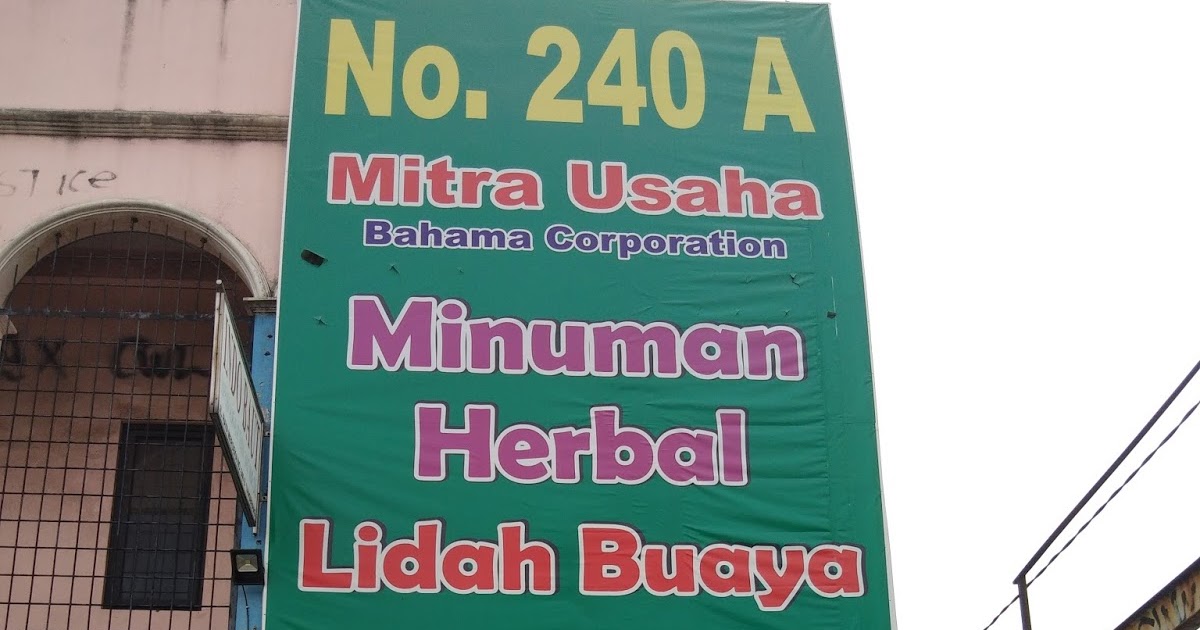 No. 240 A
Mitra Usaha
Bahama Corporation
Minuman
Herbal
Lidah Buaya